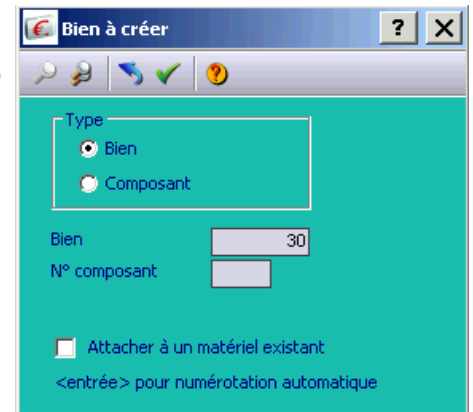 Bien à créer
Type
Bien
Composant
Bien 30
N° composant
Attacher à un matériel existant
<entrée> pour numérotation automatique